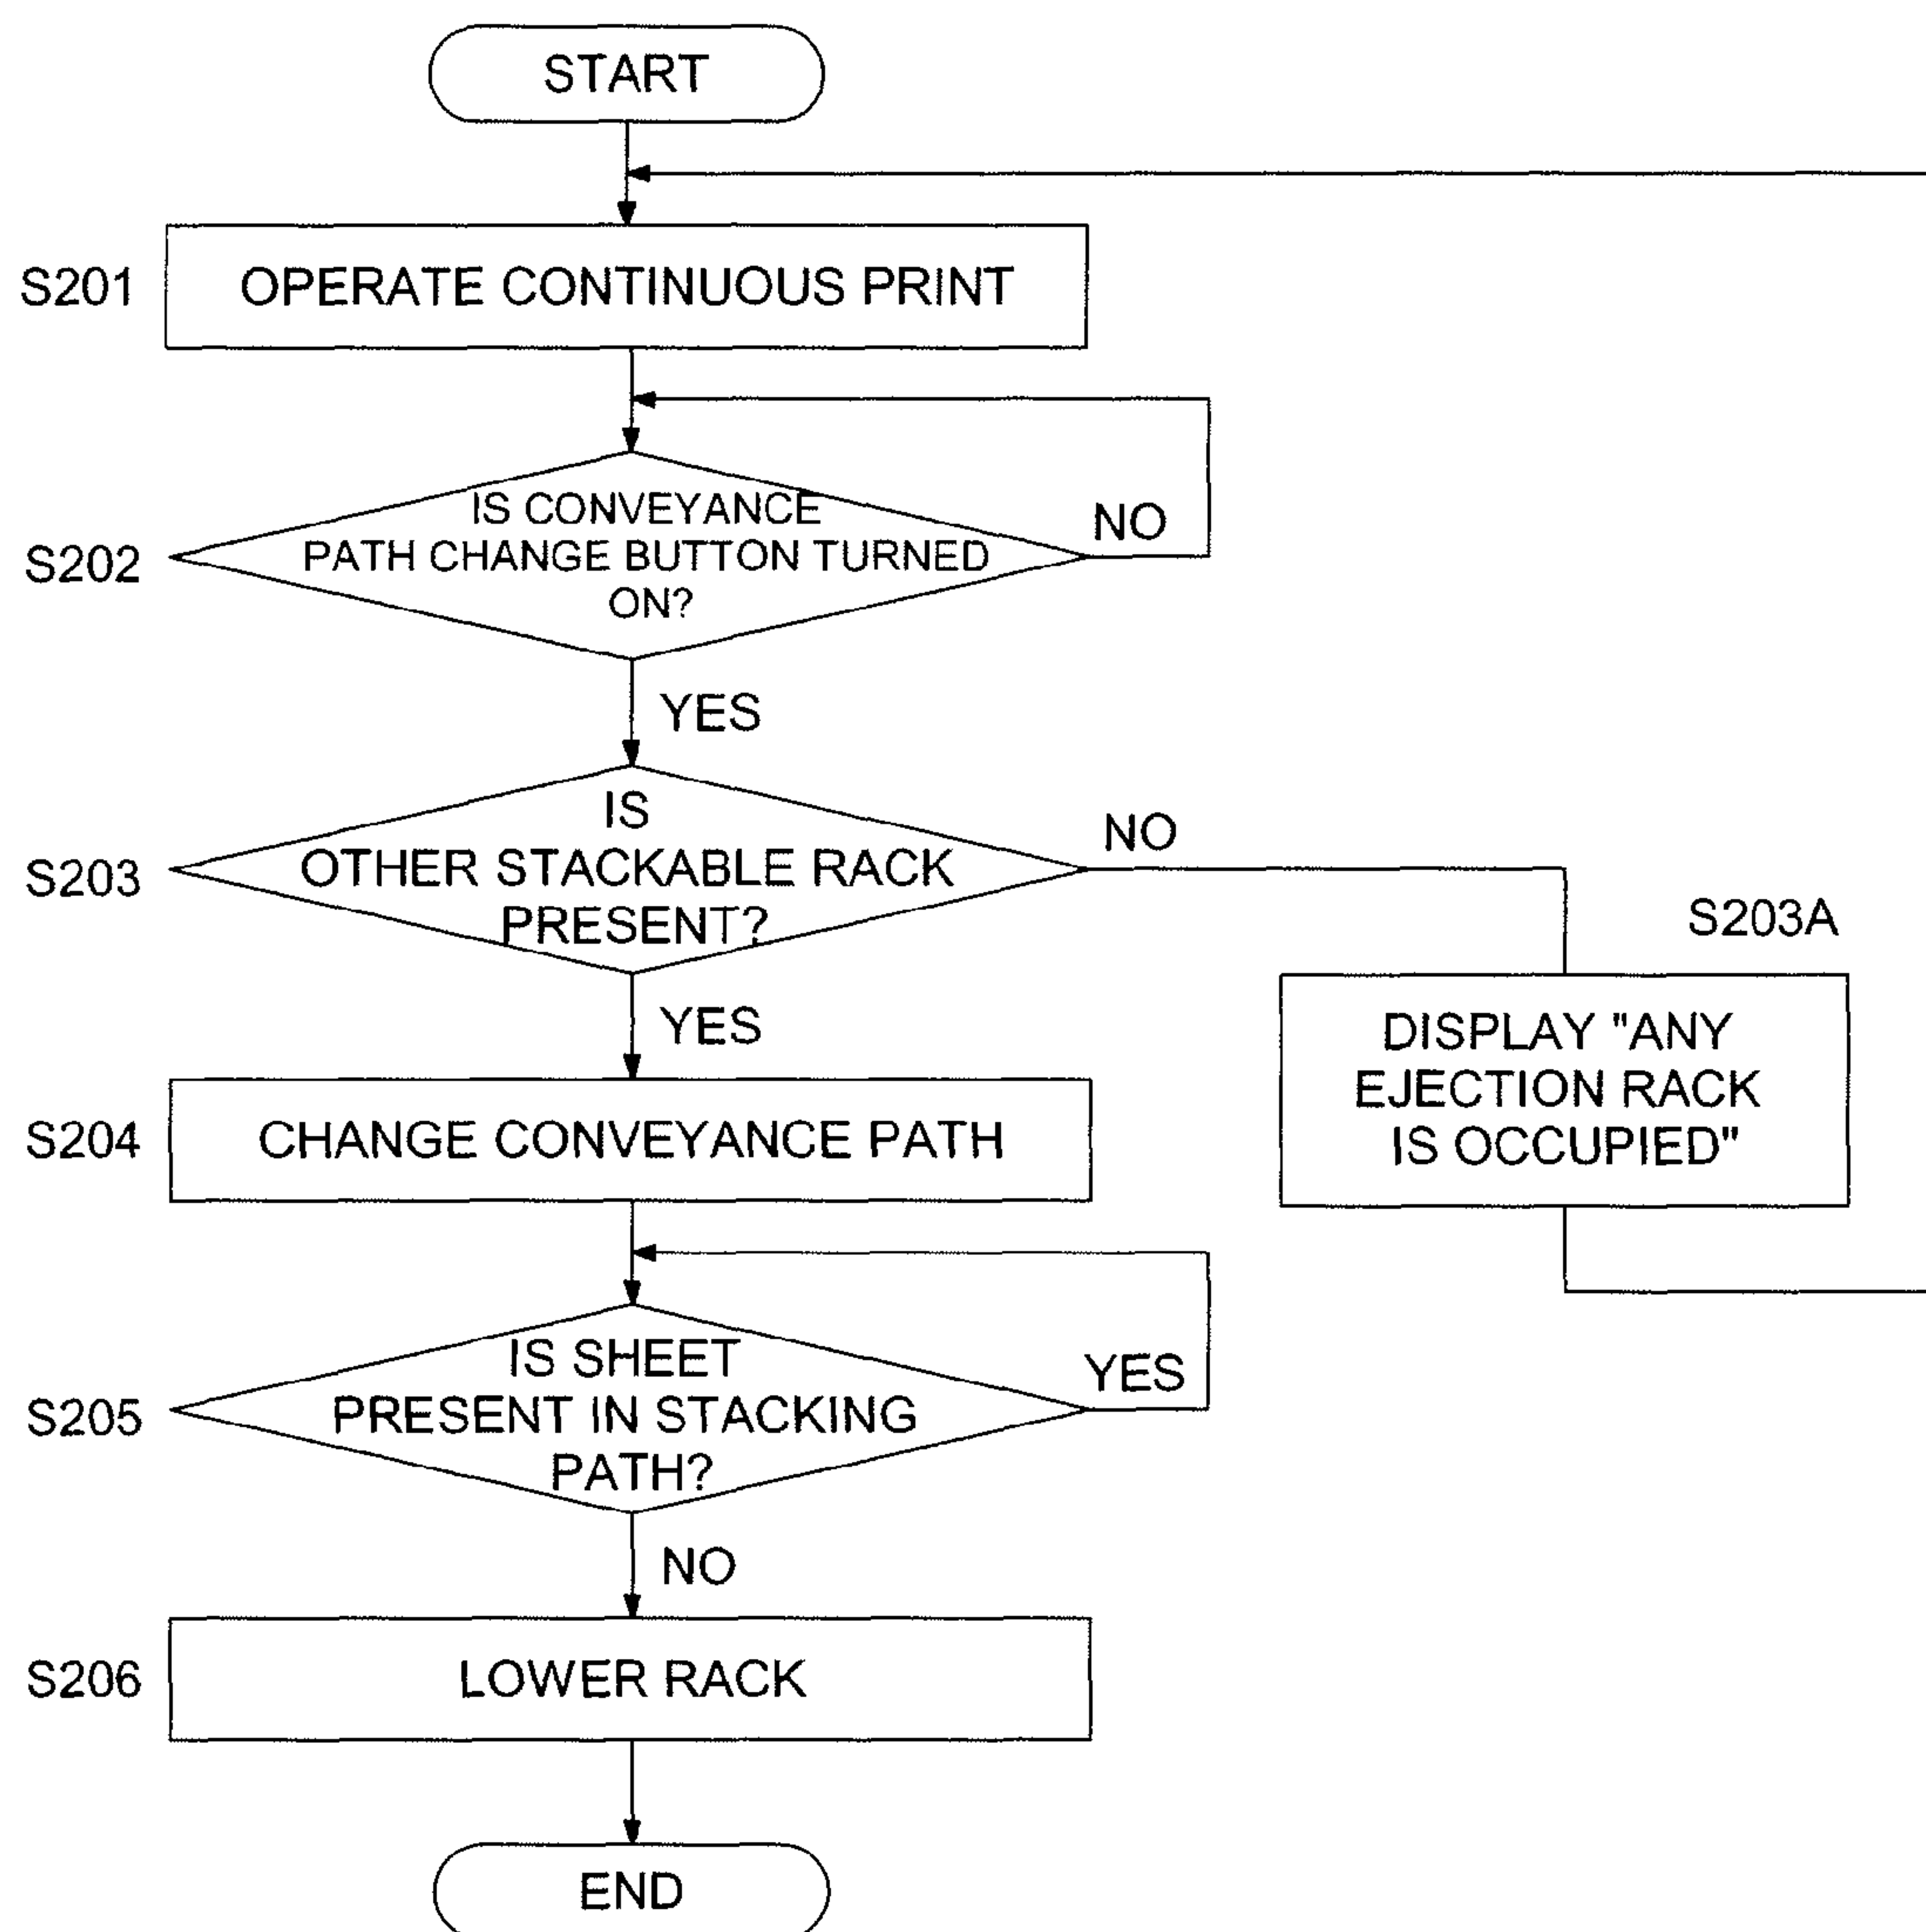 START
S201
OPERATE CONTINUOUS PRINT
S202
IS CONVEYANCE
PATH CHANGE BUTTON TURNED
ON?
NO
YES
S203
IS
OTHER STACKABLE RACK
PRESENT?
NO
S203A
DISPLAY "ANY
EJECTION RACK
IS OCCUPIED"
YES
S204
CHANGE CONVEYANCE PATH
S205
IS SHEET
PRESENT IN STACKING
PATH?
YES
NO
S206
LOWER RACK
END